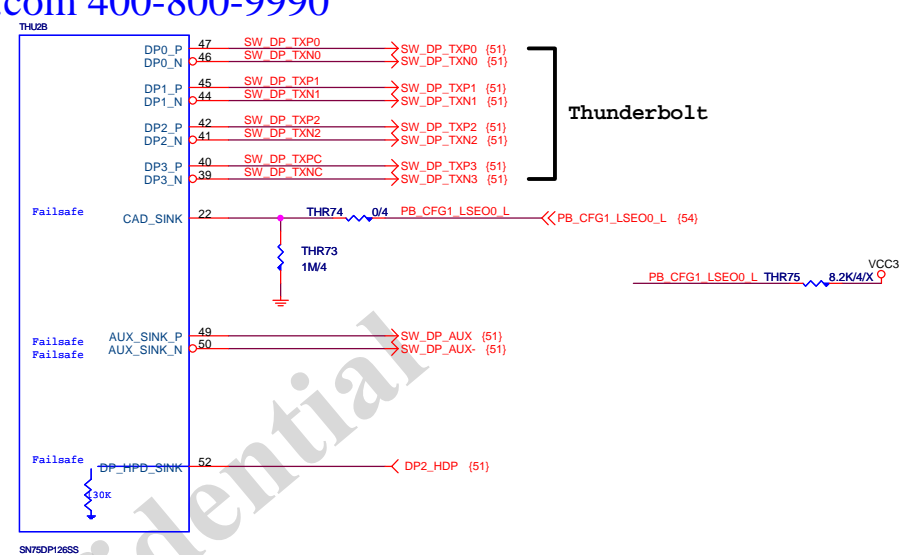 .com 400-800-9990
THU2B
DP0_P 47 SW_DP_TXP0 SW_DP_TXP0 {51}
DP0_N 46 SW_DP_TXN0 SW_DP_TXN0 {51}
DP1_P 45 SW_DP_TXP1 SW_DP_TXP1 {51}
DP1_N 44 SW_DP_TXN1 SW_DP_TXN1 {51}
Thunderbolt
DP2_P 42 SW_DP_TXP2 SW_DP_TXP2 {51}
DP2_N 41 SW_DP_TXN2 SW_DP_TXN2 {51}
DP3_P 40 SW_DP_TXPC SW_DP_TXP3 {51}
DP3_N 39 SW_DP_TXNC SW_DP_TXN3 {51}
Failsafe CAD_SINK 22 THR74 0/4 PB_CFG1_LSEO0_L PB_CFG1_LSEO0_L {54}
THR73
1M/4
VCC3
PB_CFG1_LSEO0_L THR75 8.2K/4/X
Failsafe AUX_SINK_P 49 SW_DP_AUX {51}
Failsafe AUX_SINK_N 50 SW_DP_AUX- {51}
Failsafe DP_HPD_SINK 52 DP2_HDP {51}
130K
SN75DP126SS
fidential